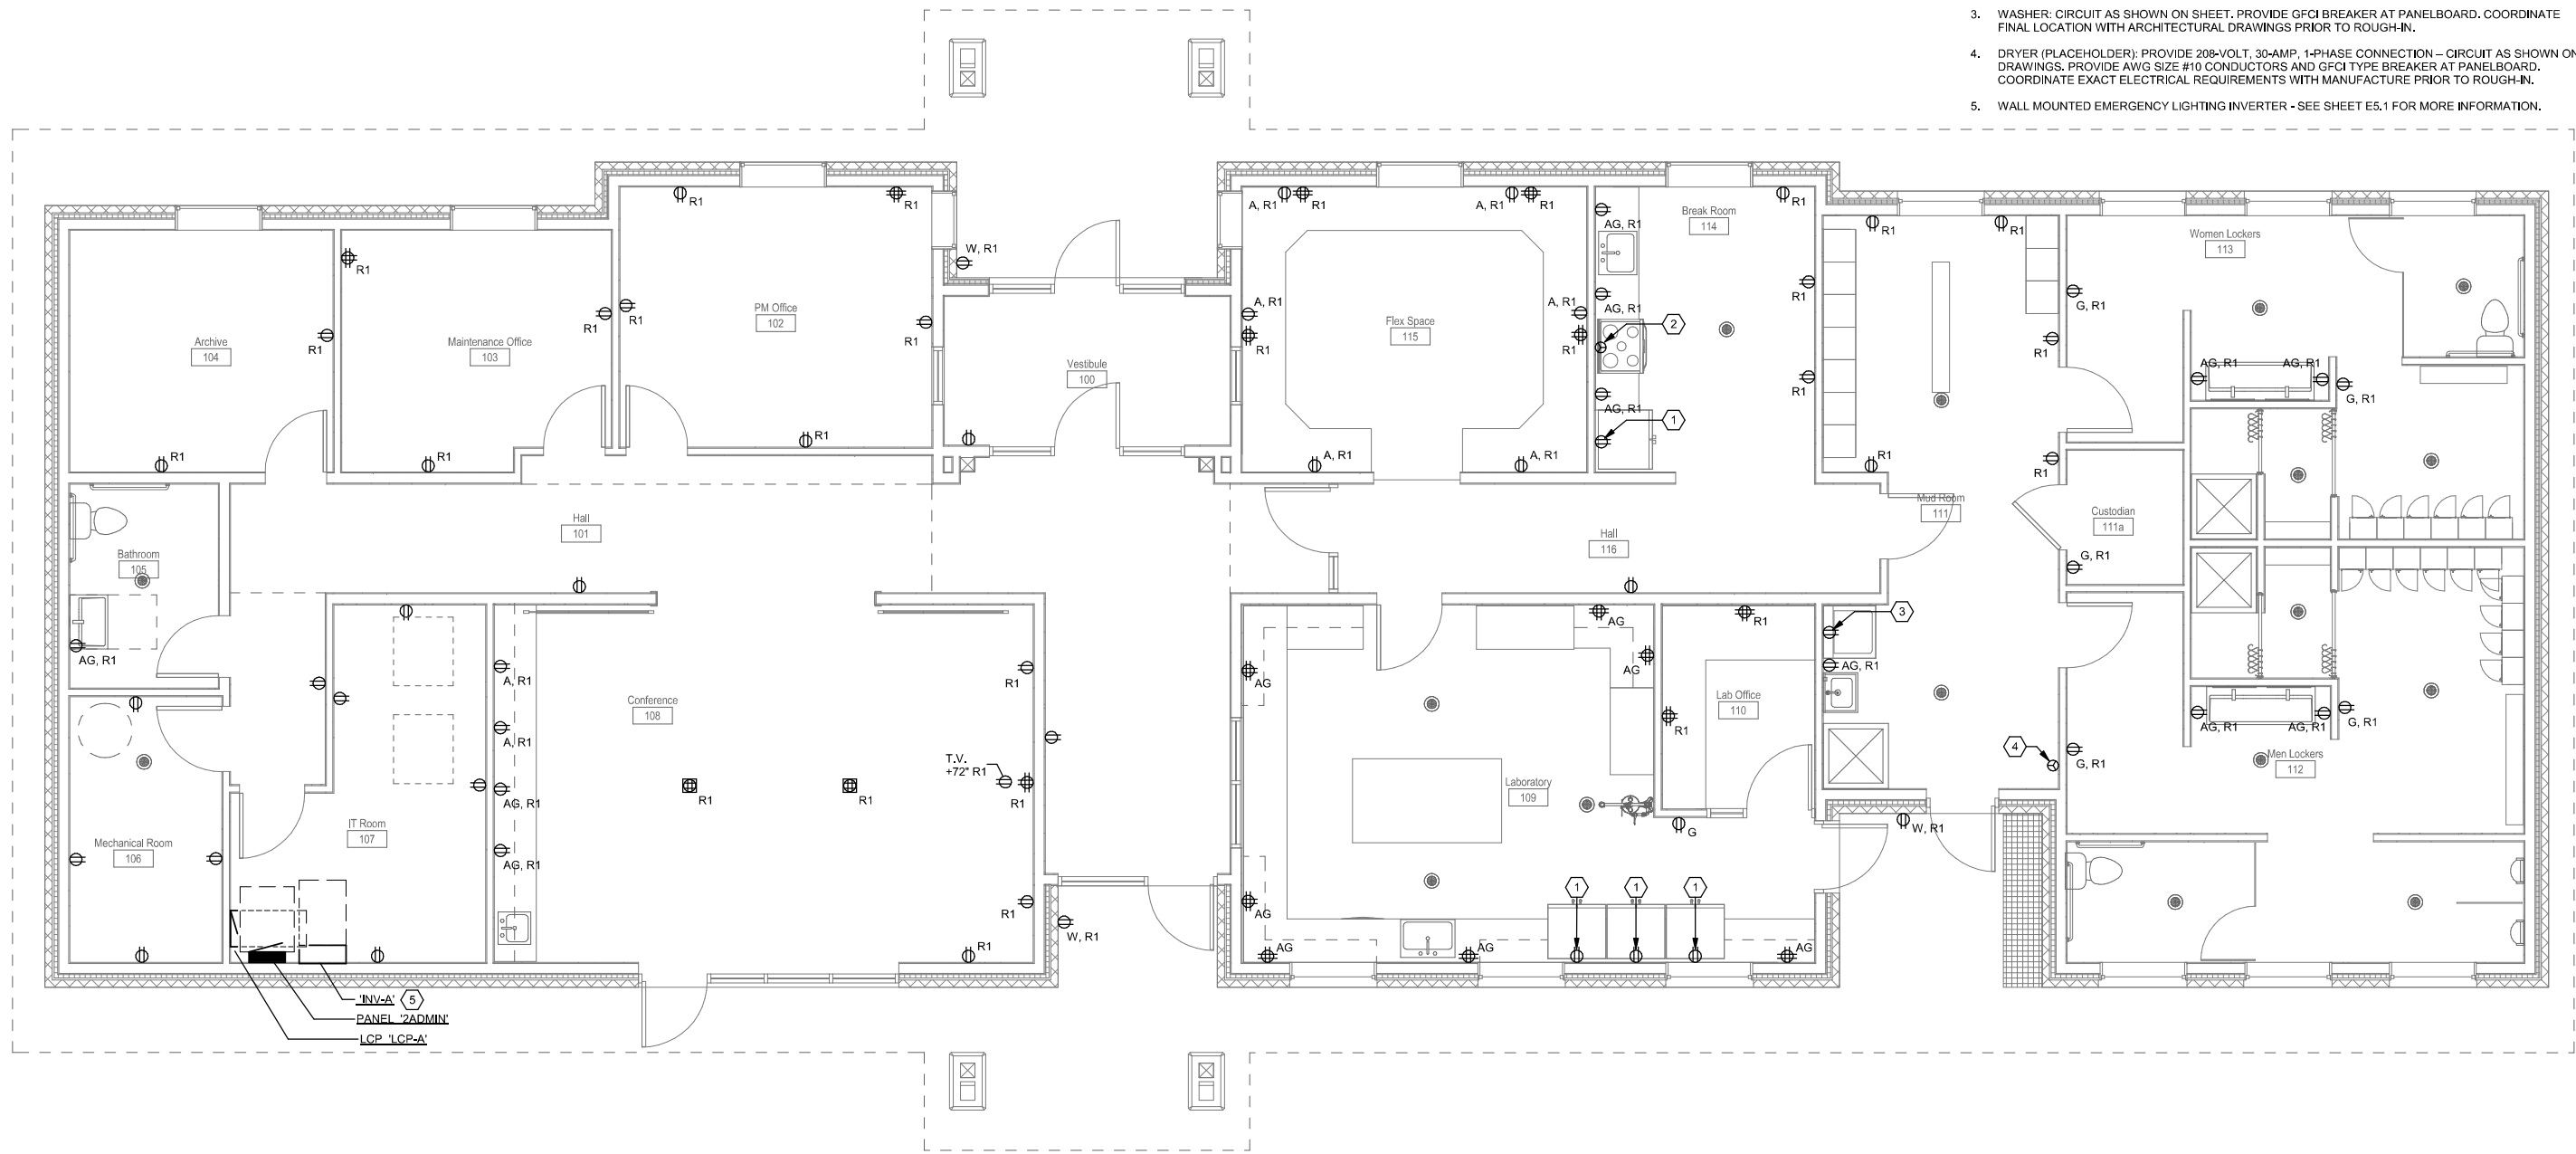 3. WASHER: CIRCUIT AS SHOWN ON SHEET. PROVIDE GFCI BREAKER AT PANELBOARD. COORDINATE
FINAL LOCATION WITH ARCHITECTURAL DRAWINGS PRIOR TO ROUGH-IN.
4. DRYER (PLACEHOLDER): PROVIDE 208-VOLT, 30-AMP, 1-PHASE CONNECTION – CIRCUIT AS SHOWN ON
DRAWINGS. PROVIDE AWG SIZE #10 CONDUCTORS AND GFCI TYPE BREAKER AT PANELBOARD.
COORDINATE EXACT ELECTRICAL REQUIREMENTS WITH MANUFACTURE PRIOR TO ROUGH-IN.
5. WALL MOUNTED EMERGENCY LIGHTING INVERTER - SEE SHEET E5.1 FOR MORE INFORMATION.
R1
R1
A, R1
R1
A, R1
R1
R1
R1
R1
Break Room
114
AG, R1
Women Lockers
113
W, R1
R1
R1
R1
R1
PM Office
102
R1
A, R1
R1
A, R1
R1
Flex Space
115
AG, R1
2
R1
G, R1
Archive
104
R1
Maintenance Office
103
Vestibule
100
R1
R1
AG, R1
AG, R1
G, R1
AG, R1
1
R1
R1
R1
A, R1
A, R1
R1
R1
Hall
101
Hall
116
Mud Room
111
Custodian
111a
G, R1
Bathroom
105
AG, R1
AG
R1
3
AG
AG
AG, R1
A, R1
R1
Conference
108
Lab Office
110
R1
A, R1
AG, R1
AG, R1
G, R1
T.V.
+72" R1
4
G, R1
Men Lockers
112
R1
R1
R1
AG, R1
Laboratory
109
IT Room
107
Mechanical Room
106
G
W, R1
AG, R1
R1
AG
1
1
1
W, R1
R1
AG
AG
AG
'INV-A' 5
PANEL '2ADMIN'
LCP 'LCP-A'